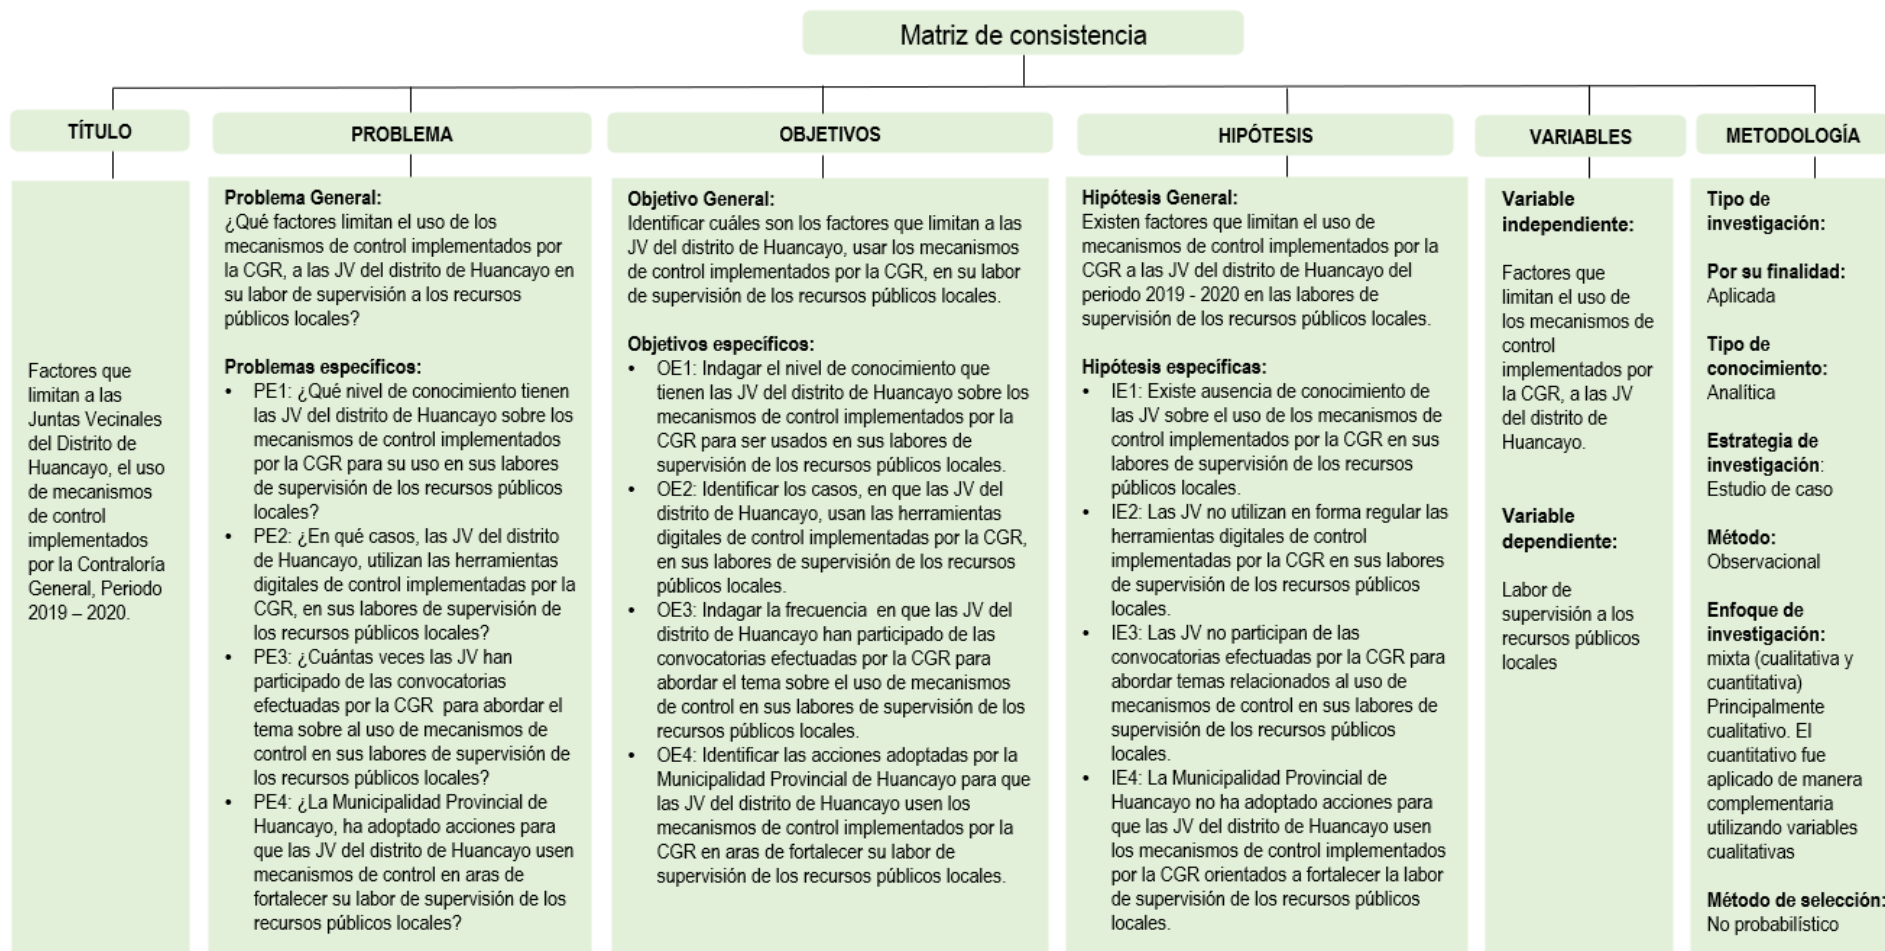 Matriz de consistencia
TÍTULO
Factores que
limitan a las
Juntas Vecinales
del Distrito de
Huancayo, el uso
de mecanismos
de control
implementados
por la Contraloría
General, Periodo
2019 – 2020.
PROBLEMA
Problema General:
¿Qué factores limitan el uso de los
mecanismos de control implementados por
la CGR, a las JV del distrito de Huancayo en
su labor de supervisión a los recursos
públicos locales?
Problemas específicos:
• PE1: ¿Qué nivel de conocimiento tienen
las JV del distrito de Huancayo sobre los
mecanismos de control implementados
por la CGR para su uso en sus labores
de supervisión de los recursos públicos
locales?
• PE2: ¿En qué casos, las JV del distrito
de Huancayo, utilizan las herramientas
digitales de control implementadas por la
CGR, en sus labores de supervisión de
los recursos públicos locales?
• PE3: ¿Cuántas veces las JV han
participado de las convocatorias
efectuadas por la CGR para abordar el
tema sobre al uso de mecanismos de
control en sus labores de supervisión de
los recursos públicos locales?
• PE4: ¿La Municipalidad Provincial de
Huancayo, ha adoptado acciones para
que las JV del distrito de Huancayo usen
mecanismos de control en aras de
fortalecer su labor de supervisión de los
recursos públicos locales?
OBJETIVOS
Objetivo General:
Identificar cuáles son los factores que limitan a las
JV del distrito de Huancayo, usar los mecanismos
de control implementados por la CGR, en su labor
de supervisión de los recursos públicos locales.
Objetivos específicos:
• OE1: Indagar el nivel de conocimiento que
tienen las JV del distrito de Huancayo sobre los
mecanismos de control implementados por la
CGR para ser usados en sus labores de
supervisión de los recursos públicos locales.
• OE2: Identificar los casos, en que las JV del
distrito de Huancayo, usan las herramientas
digitales de control implementadas por la CGR,
en sus labores de supervisión de los recursos
públicos locales.
• OE3: Indagar la frecuencia en que las JV del
distrito de Huancayo han participado de las
convocatorias efectuadas por la CGR para
abordar el tema sobre el uso de mecanismos
de control en sus labores de supervisión de los
recursos públicos locales.
• OE4: Identificar las acciones adoptadas por la
Municipalidad Provincial de Huancayo para que
las JV del distrito de Huancayo usen los
mecanismos de control implementados por la
CGR en aras de fortalecer su labor de
supervisión de los recursos públicos locales.
HIPÓTESIS
Hipótesis General:
Existen factores que limitan el uso de
mecanismos de control implementados por la
CGR a las JV del distrito de Huancayo del
periodo 2019 - 2020 en las labores de
supervisión de los recursos públicos locales.
Hipótesis específicas:
• IE1: Existe ausencia de conocimiento de
las JV sobre el uso de los mecanismos de
control implementados por la CGR en sus
labores de supervisión de los recursos
públicos locales.
• IE2: Las JV no utilizan en forma regular las
herramientas digitales de control
implementadas por la CGR en sus labores
de supervisión de los recursos públicos
locales.
• IE3: Las JV no participan de las
convocatorias efectuadas por la CGR para
abordar temas relacionados al uso de
mecanismos de control en sus labores de
supervisión de los recursos públicos
locales.
• IE4: La Municipalidad Provincial de
Huancayo no ha adoptado acciones para
que las JV del distrito de Huancayo usen
los mecanismos de control implementados
por la CGR orientados a fortalecer la labor
de supervisión de los recursos públicos
locales.
VARIABLES
Variable
independiente:
Factores que
limitan el uso de
los mecanismos de
control
implementados por
la CGR, a las JV
del distrito de
Huancayo.
Variable
dependiente:
Labor de
supervisión a los
recursos públicos
locales
METODOLOGÍA
Tipo de
investigación:
Por su finalidad:
Aplicada
Tipo de
conocimiento:
Analítica
Estrategia de
investigación:
Estudio de caso
Método:
Observacional
Enfoque de
investigación:
mixta (cualitativa y
cuantitativa)
Principalmente
cualitativo. El
cuantitativo fue
aplicado de manera
complementaria
utilizando variables
cualitativas
Método de selección:
No probabilístico